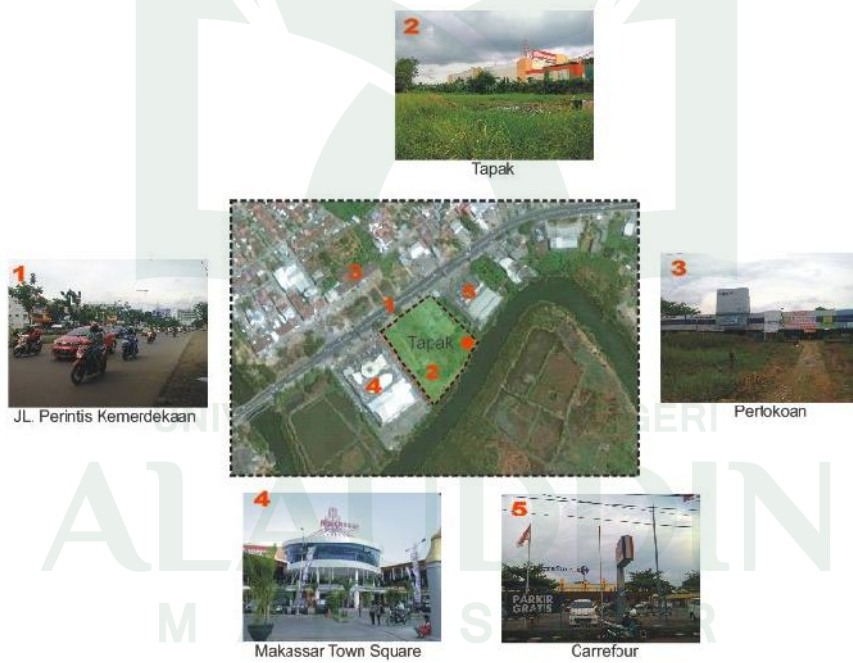 2
Tapak
1
JL. Perintis Kemerdekaan
3
1
5
Tapak
2
4
3
Pertokoan
4
Makassar Town Square
5
PARKIR
GRATIS
Carrefour
UNIVERSITAS ISLAM NEGERI
ALAUDDIN
M A K A S S A R